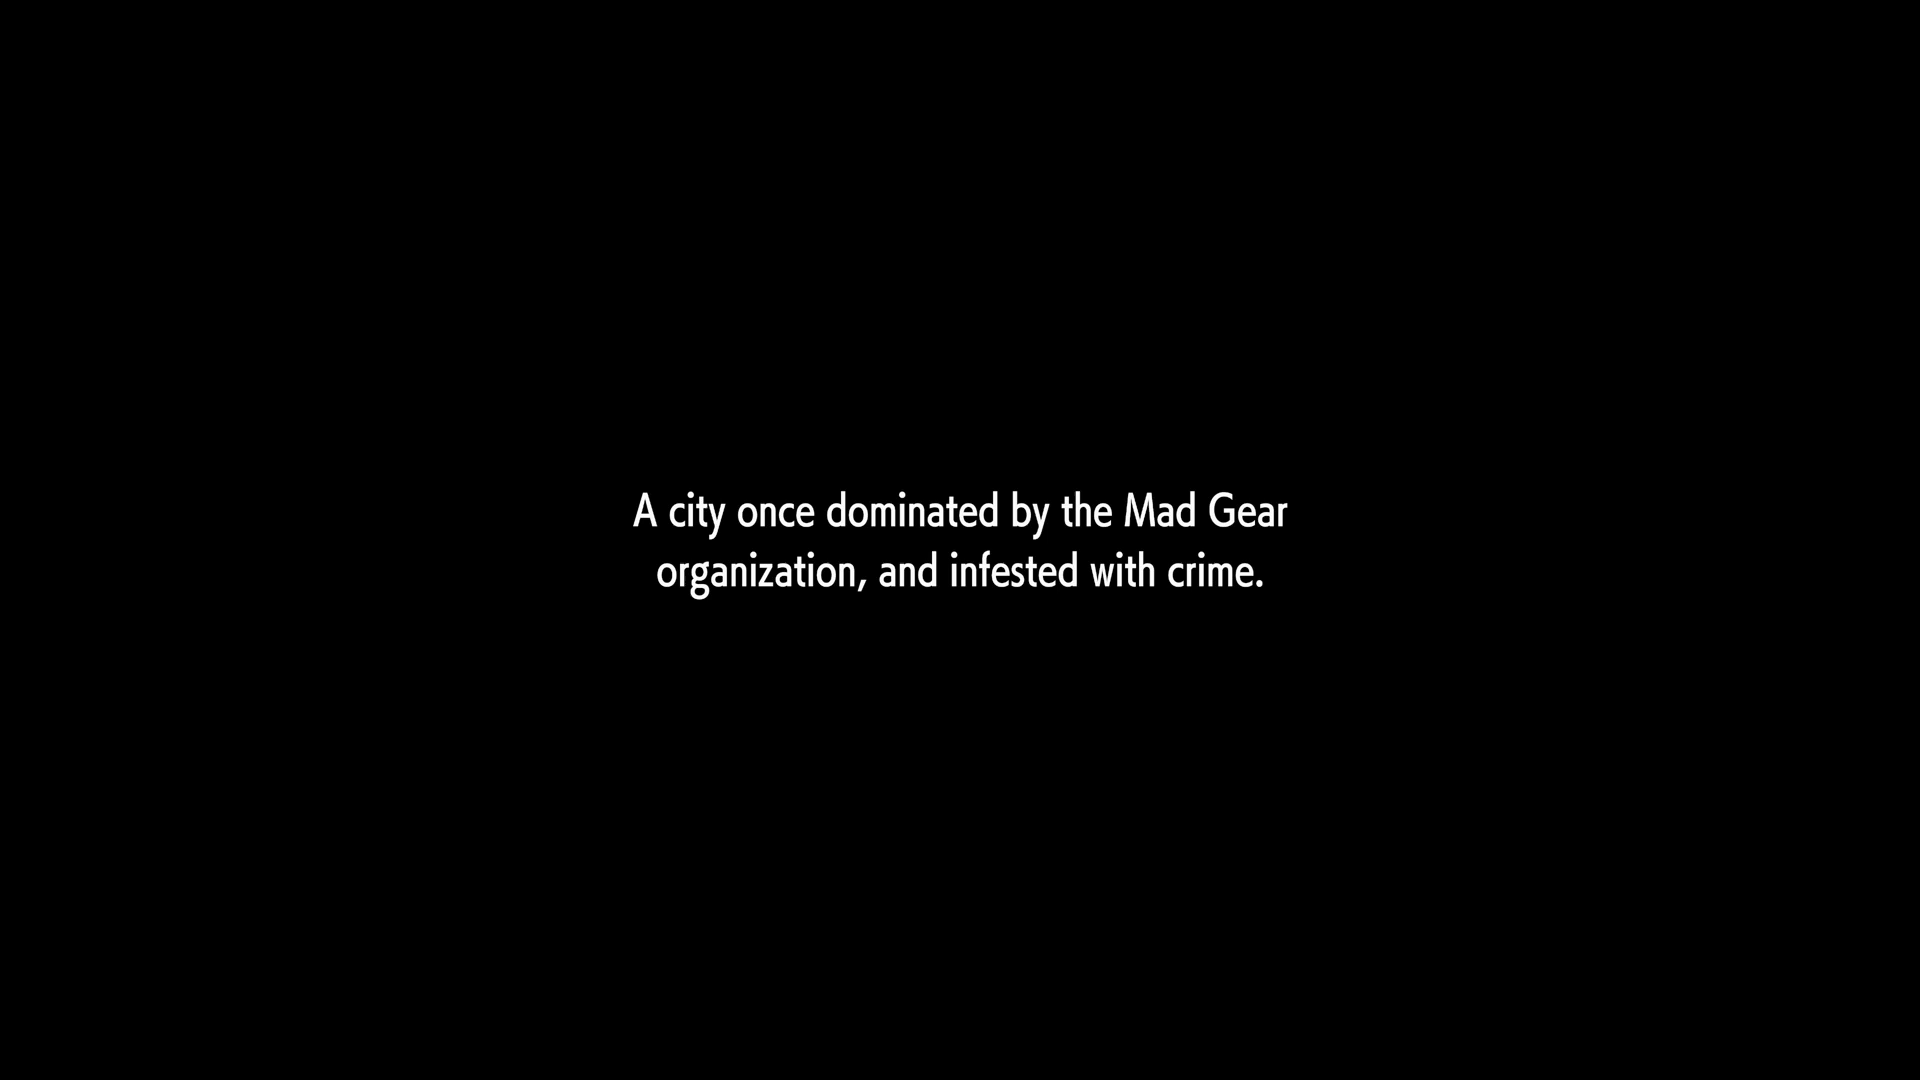 A city once dominated by the Mad Gear
organization, and infested with crime.